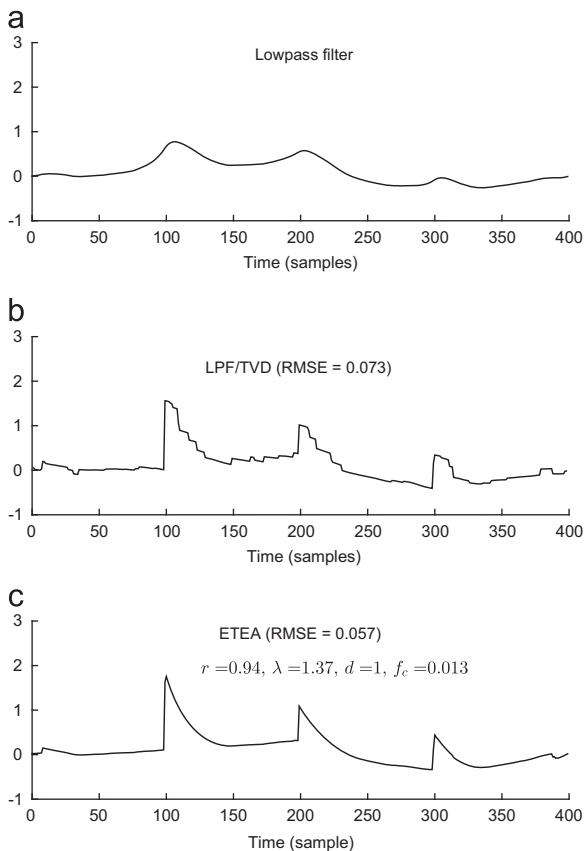 a
3
Lowpass filter
2
1
0
-1
0 50 100 150 200 250 300 350 400
Time (samples)
b
3
LPF/TVD (RMSE = 0.073)
2
1
0
-1
0 50 100 150 200 250 300 350 400
Time (samples)
c
3
ETEA (RMSE = 0.057)
r =0.94, λ =1.37, d =1, f_c =0.013
2
1
0
-1
0 50 100 150 200 250 300 350 400
Time (sample)